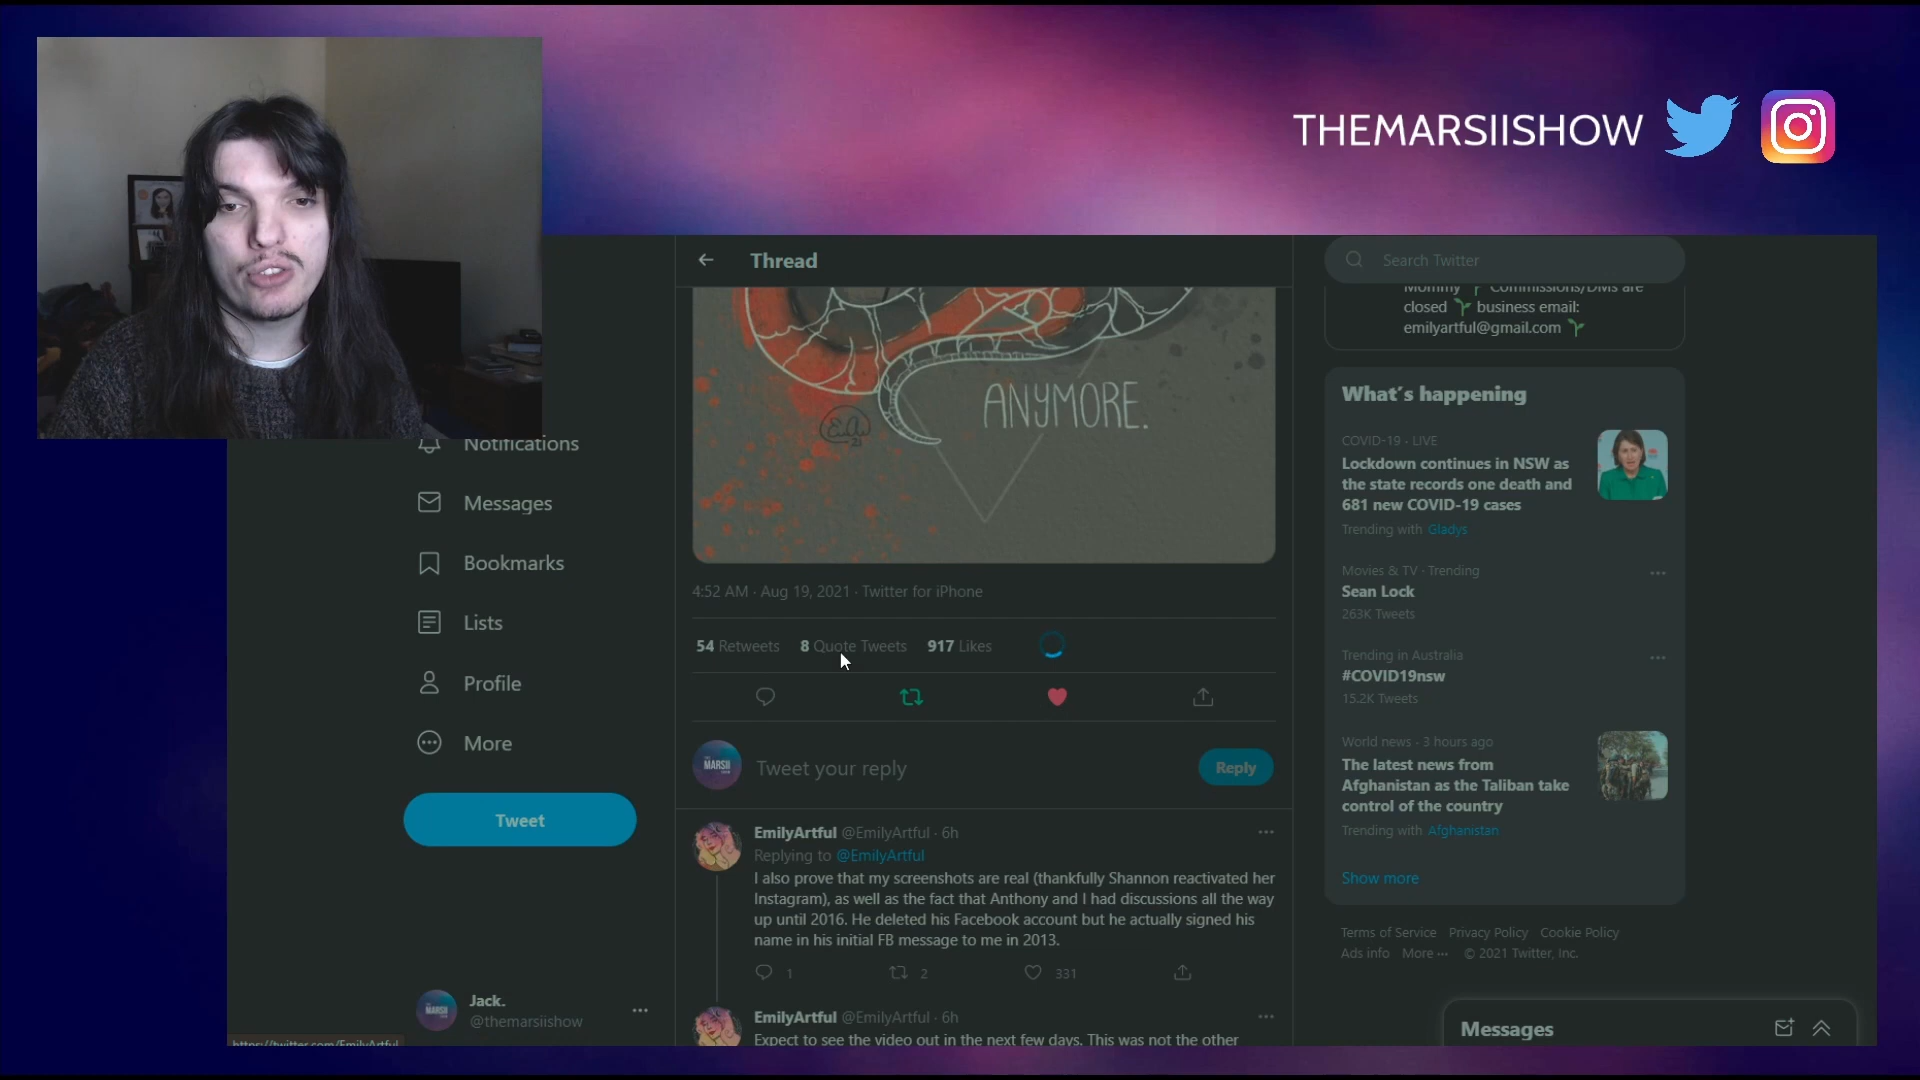 THEMARSIISHOW
Thread
Search Twitter
Mommy Commissions/DMs are
closed business email:
emilyartful@gmail.com
ANYMORE.
What's happening
COVID-19 · LIVE
Lockdown continues in NSW as
the state records one death and
681 new COVID-19 cases
Trending with Gladys
Movies & TV · Trending
Sean Lock
263K Tweets
Trending in Australia
#COVID19nsw
15.2K Tweets
World news · 3 hours ago
The latest news from
Afghanistan as the Taliban take
control of the country
Trending with Afghanistan
Show more
Terms of Service Privacy Policy Cookie Policy
Ads info More ··· © 2021 Twitter, Inc.
Notifications
Messages
Bookmarks
Lists
Profile
More
Tweet
Jack.
@themarsiishow
https://twitter.com/EmilyArtful
4:52 AM · Aug 19, 2021 · Twitter for iPhone
54 Retweets 8 Quote Tweets 917 Likes
MARSII
Tweet your reply
Reply
EmilyArtful @EmilyArtful · 6h
Replying to @EmilyArtful
I also prove that my screenshots are real (thankfully Shannon reactivated her
Instagram), as well as the fact that Anthony and I had discussions all the way
up until 2016. He deleted his Facebook account but he actually signed his
name in his initial FB message to me in 2013.
1 2 331
EmilyArtful @EmilyArtful · 6h
Expect to see the video out in the next few days. This was not the other
Messages